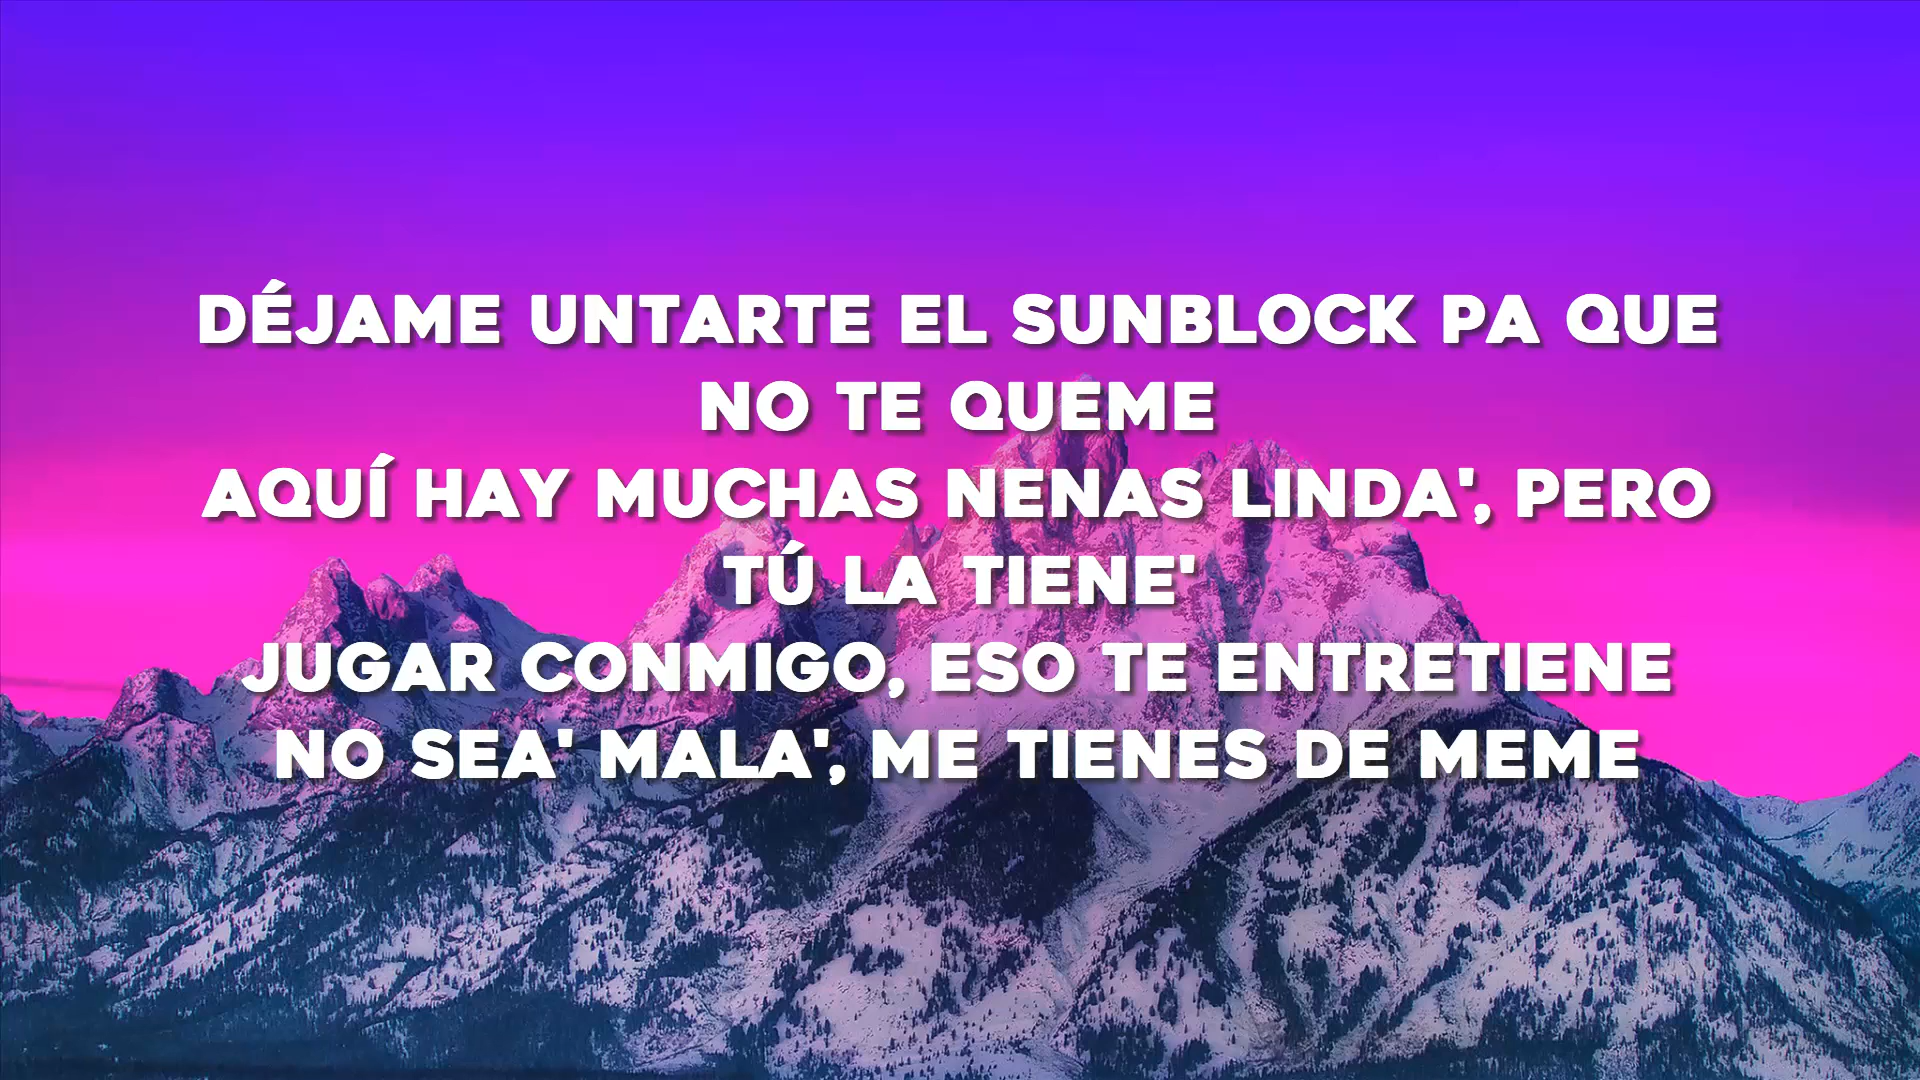 DÉJAME UNTARTE EL SUNBLOCK PA QUE
NO TE QUEME
AQUÍ HAY MUCHAS NENAS LINDA', PERO
TÚ LA TIENE'
JUGAR CONMIGO, ESO TE ENTRETIENE
NO SEA' MALA', ME TIENES DE MEME